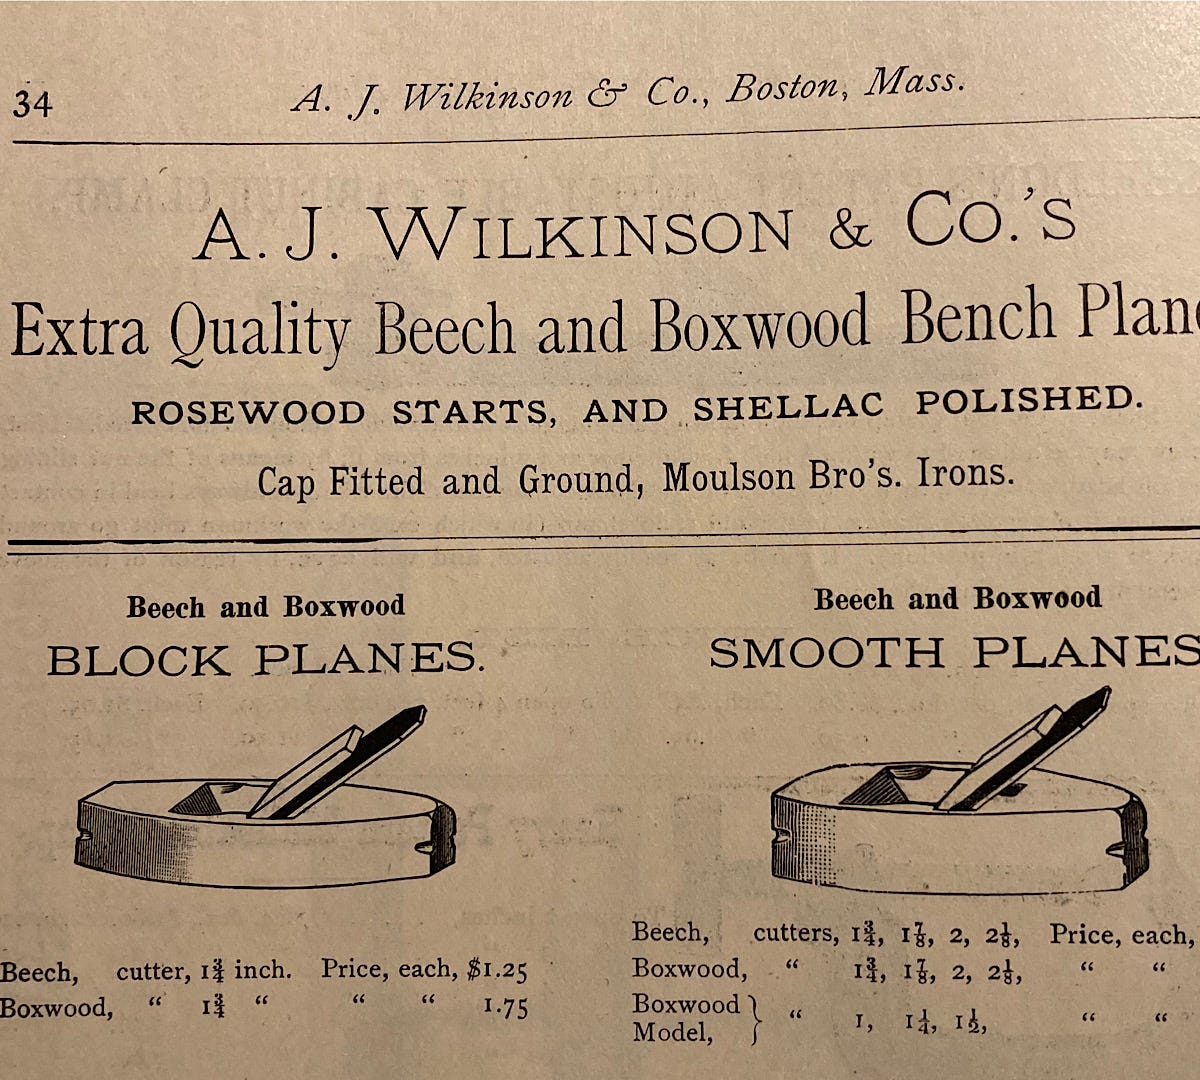 34
A. J. Wilkinson & Co., Boston, Mass.
A. J. WILKINSON & CO.'S
Extra Quality Beech and Boxwood Bench Plane
ROSEWOOD STARTS, AND SHELLAC POLISHED.
Cap Fitted and Ground, Moulson Bro's. Irons.
Beech and Boxwood
BLOCK PLANES.
Beech, cutter, 1¾ inch. Price, each, $1.25
Boxwood, “ 1¾ “ “ “ 1.75
Beech and Boxwood
SMOOTH PLANES
Beech, cutters, 1¾, 1⅞, 2, 2⅛, Price, each,
Boxwood, “ 1¾, 1⅞, 2, 2⅛, “ “
Boxwood
Model, } “ 1, 1¼, 1½, “ “